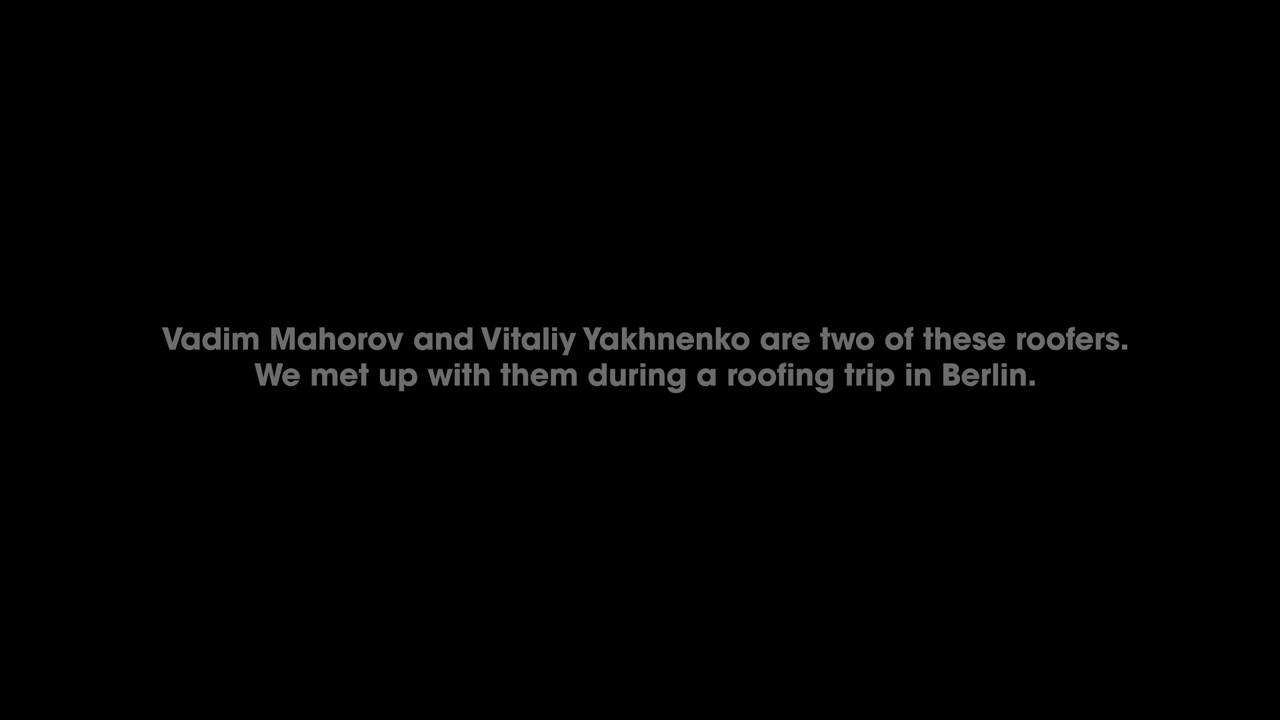 Vadim Mahorov and Vitaliy Yakhnenko are two of these roofers.
We met up with them during a roofing trip in Berlin.